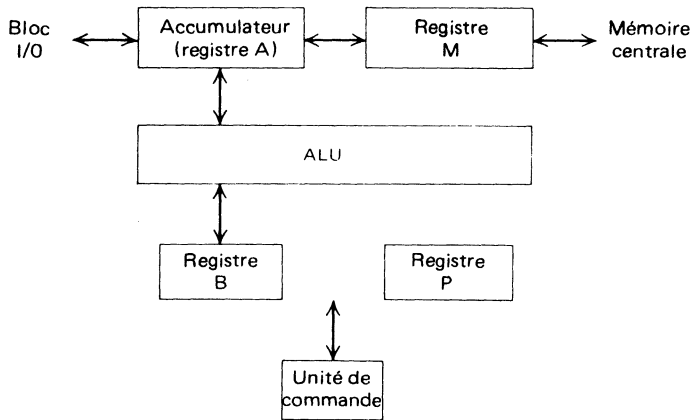 Bloc
I/0
Accumulateur
(registre A)
Registre
M
Mémoire
centrale
ALU
Registre
B
Registre
P
Unité de
commande